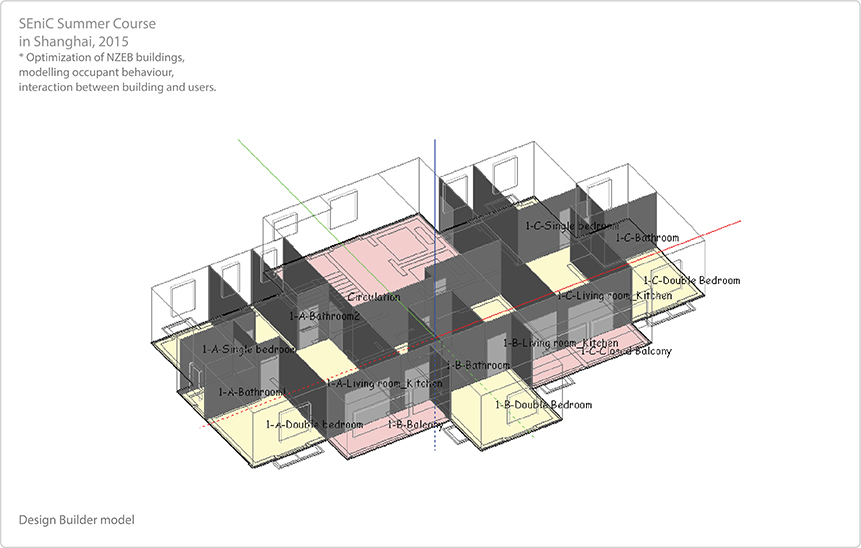 SEniC Summer Course
in Shanghai, 2015
* Optimization of NZEB buildings,
modelling occupant behaviour,
interaction between building and users.
1-C-Single bedroom
1-C-Bathroom
1-C-Double Bedroom
Circulation
1-C-Living room_Kitchen
1-A-Bathroom2
1-B-Living room_Kitchen
1-A-Single bedroom
1-C-Closed Balcony
1-B-Bathroom
1-A-Living room_Kitchen
1-A-Bathroom1
1-B-Double Bedroom
1-A-Double bedroom
1-B-Balcony
Design Builder model